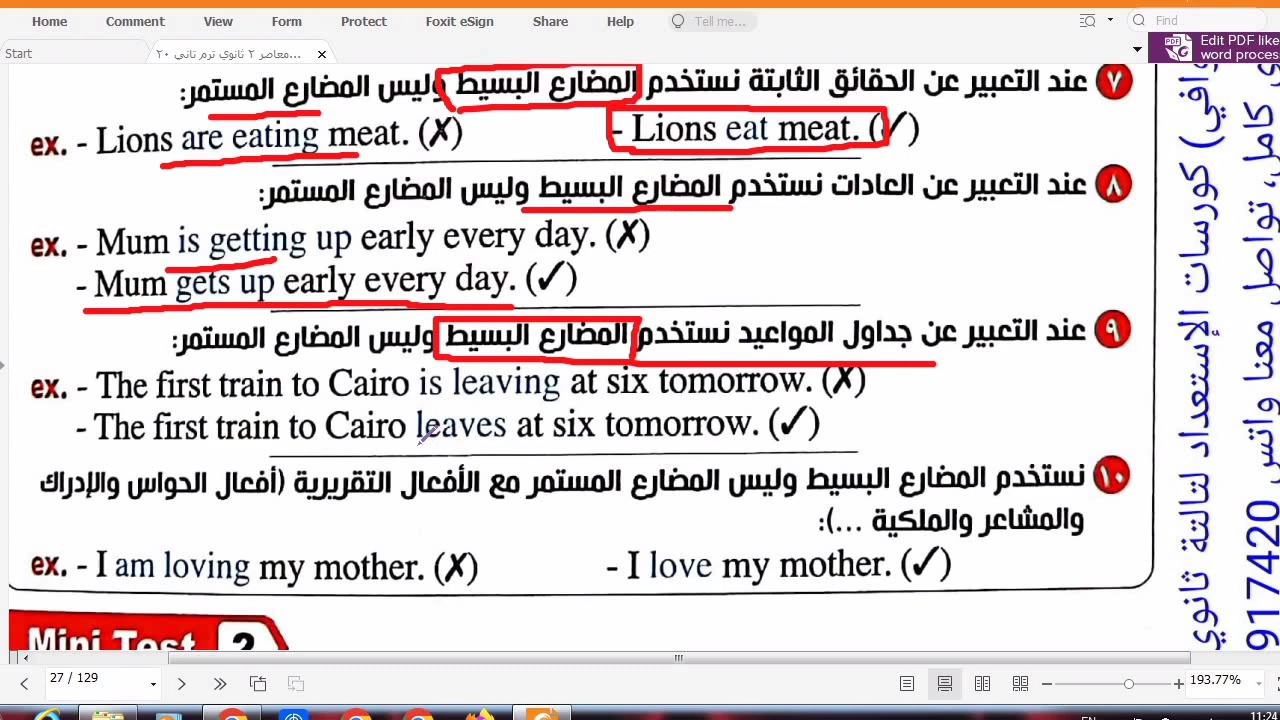 Home Comment View Form Protect Foxit eSign Share Help Tell me... Find
Start
معاصر ٢ ثانوي ترم تاني ٢٠...
Edit PDF like
word proces
٧ عند التعبير عن الحقائق الثابتة نستخدم المضارع البسيط وليس المضارع المستمر:
ex. - Lions are eating meat. (✗) - Lions eat meat. (✓)
٨ عند التعبير عن العادات نستخدم المضارع البسيط وليس المضارع المستمر:
ex. - Mum is getting up early every day. (✗)
- Mum gets up early every day. (✓)
٩ عند التعبير عن جداول المواعيد نستخدم المضارع البسيط وليس المضارع المستمر:
ex. - The first train to Cairo is leaving at six tomorrow. (✗)
- The first train to Cairo leaves at six tomorrow. (✓)
١٠ نستخدم المضارع البسيط وليس المضارع المستمر مع الأفعال التقريرية (أفعال الحواس والإدراك
والمشاعر والملكية ...):
ex. - I am loving my mother. (✗) - I love my mother. (✓)
Mini Test 2
كورسات الإستعداد لتالتة ثانوي
كامل، تواصل معنا واتس 917420
27 / 129
193.77%
EN
11:24